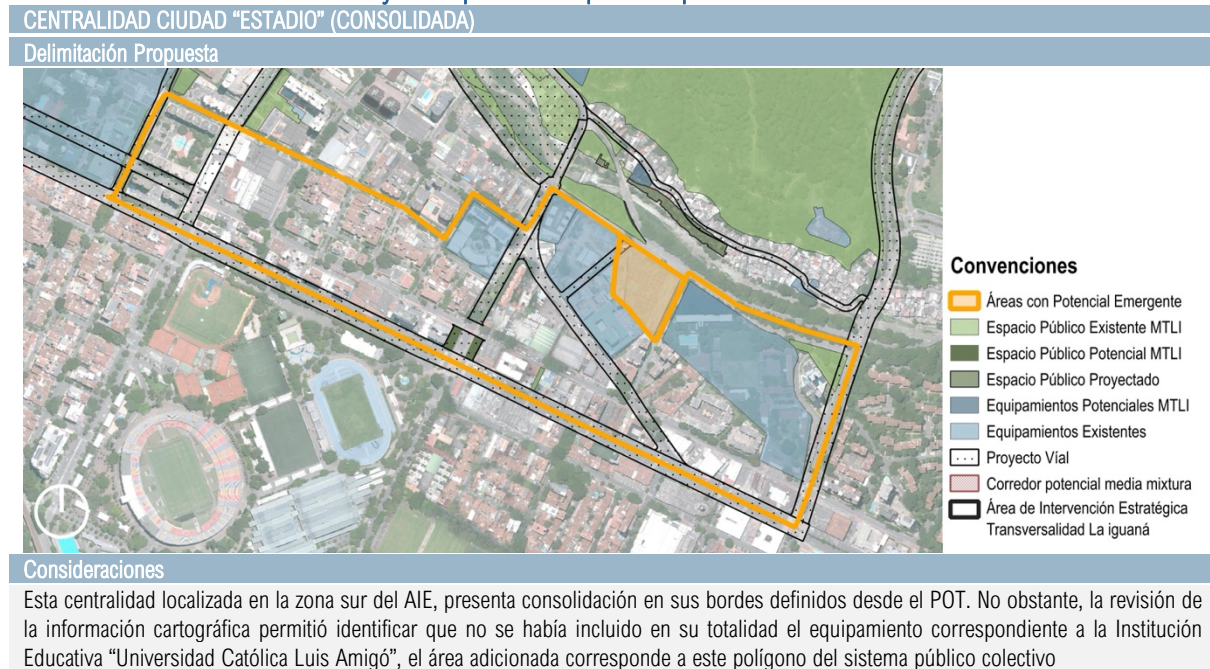 CENTRALIDAD CIUDAD “ESTADIO” (CONSOLIDADA)
Delimitación Propuesta
Convenciones
Áreas con Potencial Emergente
Espacio Público Existente MTLI
Espacio Público Potencial MTLI
Espacio Público Proyectado
Equipamientos Potenciales MTLI
Equipamientos Existentes
Proyecto Víal
Corredor potencial media mixtura
Área de Intervención Estratégica
Transversalidad La iguaná
Consideraciones
Esta centralidad localizada en la zona sur del AIE, presenta consolidación en sus bordes definidos desde el POT. No obstante, la revisión de
la información cartográfica permitió identificar que no se había incluido en su totalidad el equipamiento correspondiente a la Institución
Educativa “Universidad Católica Luis Amigó”, el área adicionada corresponde a este polígono del sistema público colectivo